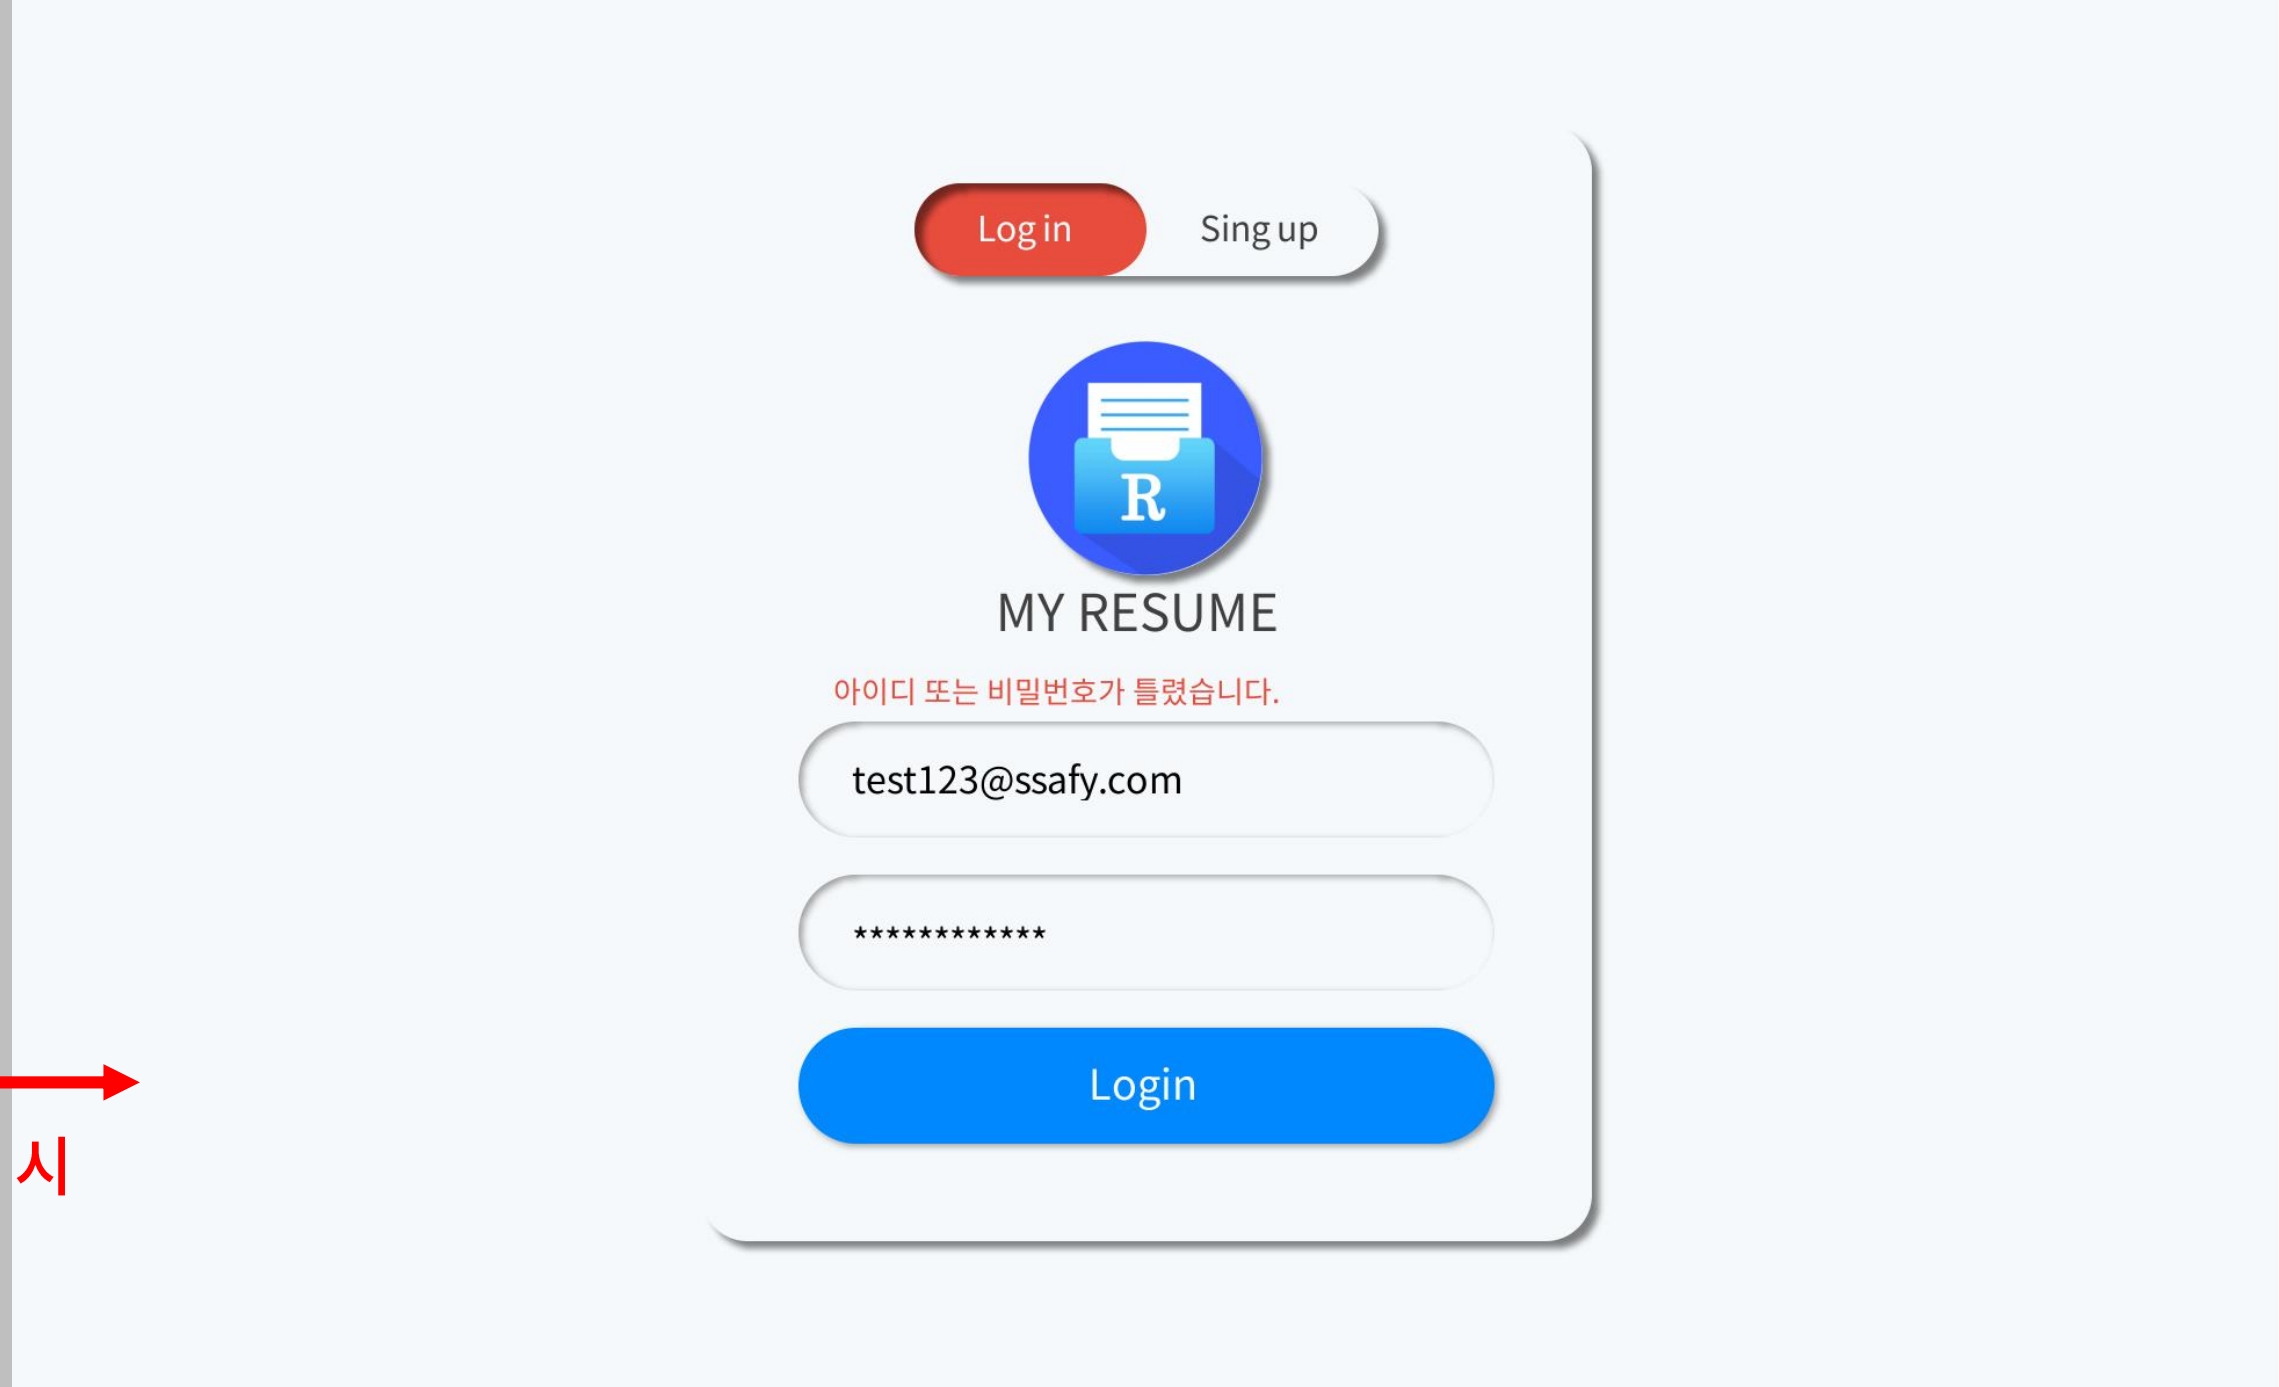 Log in
Sing up
R
MY RESUME
아이디 또는 비밀번호가 틀렸습니다.
test123@ssafy.com
************
Login
시